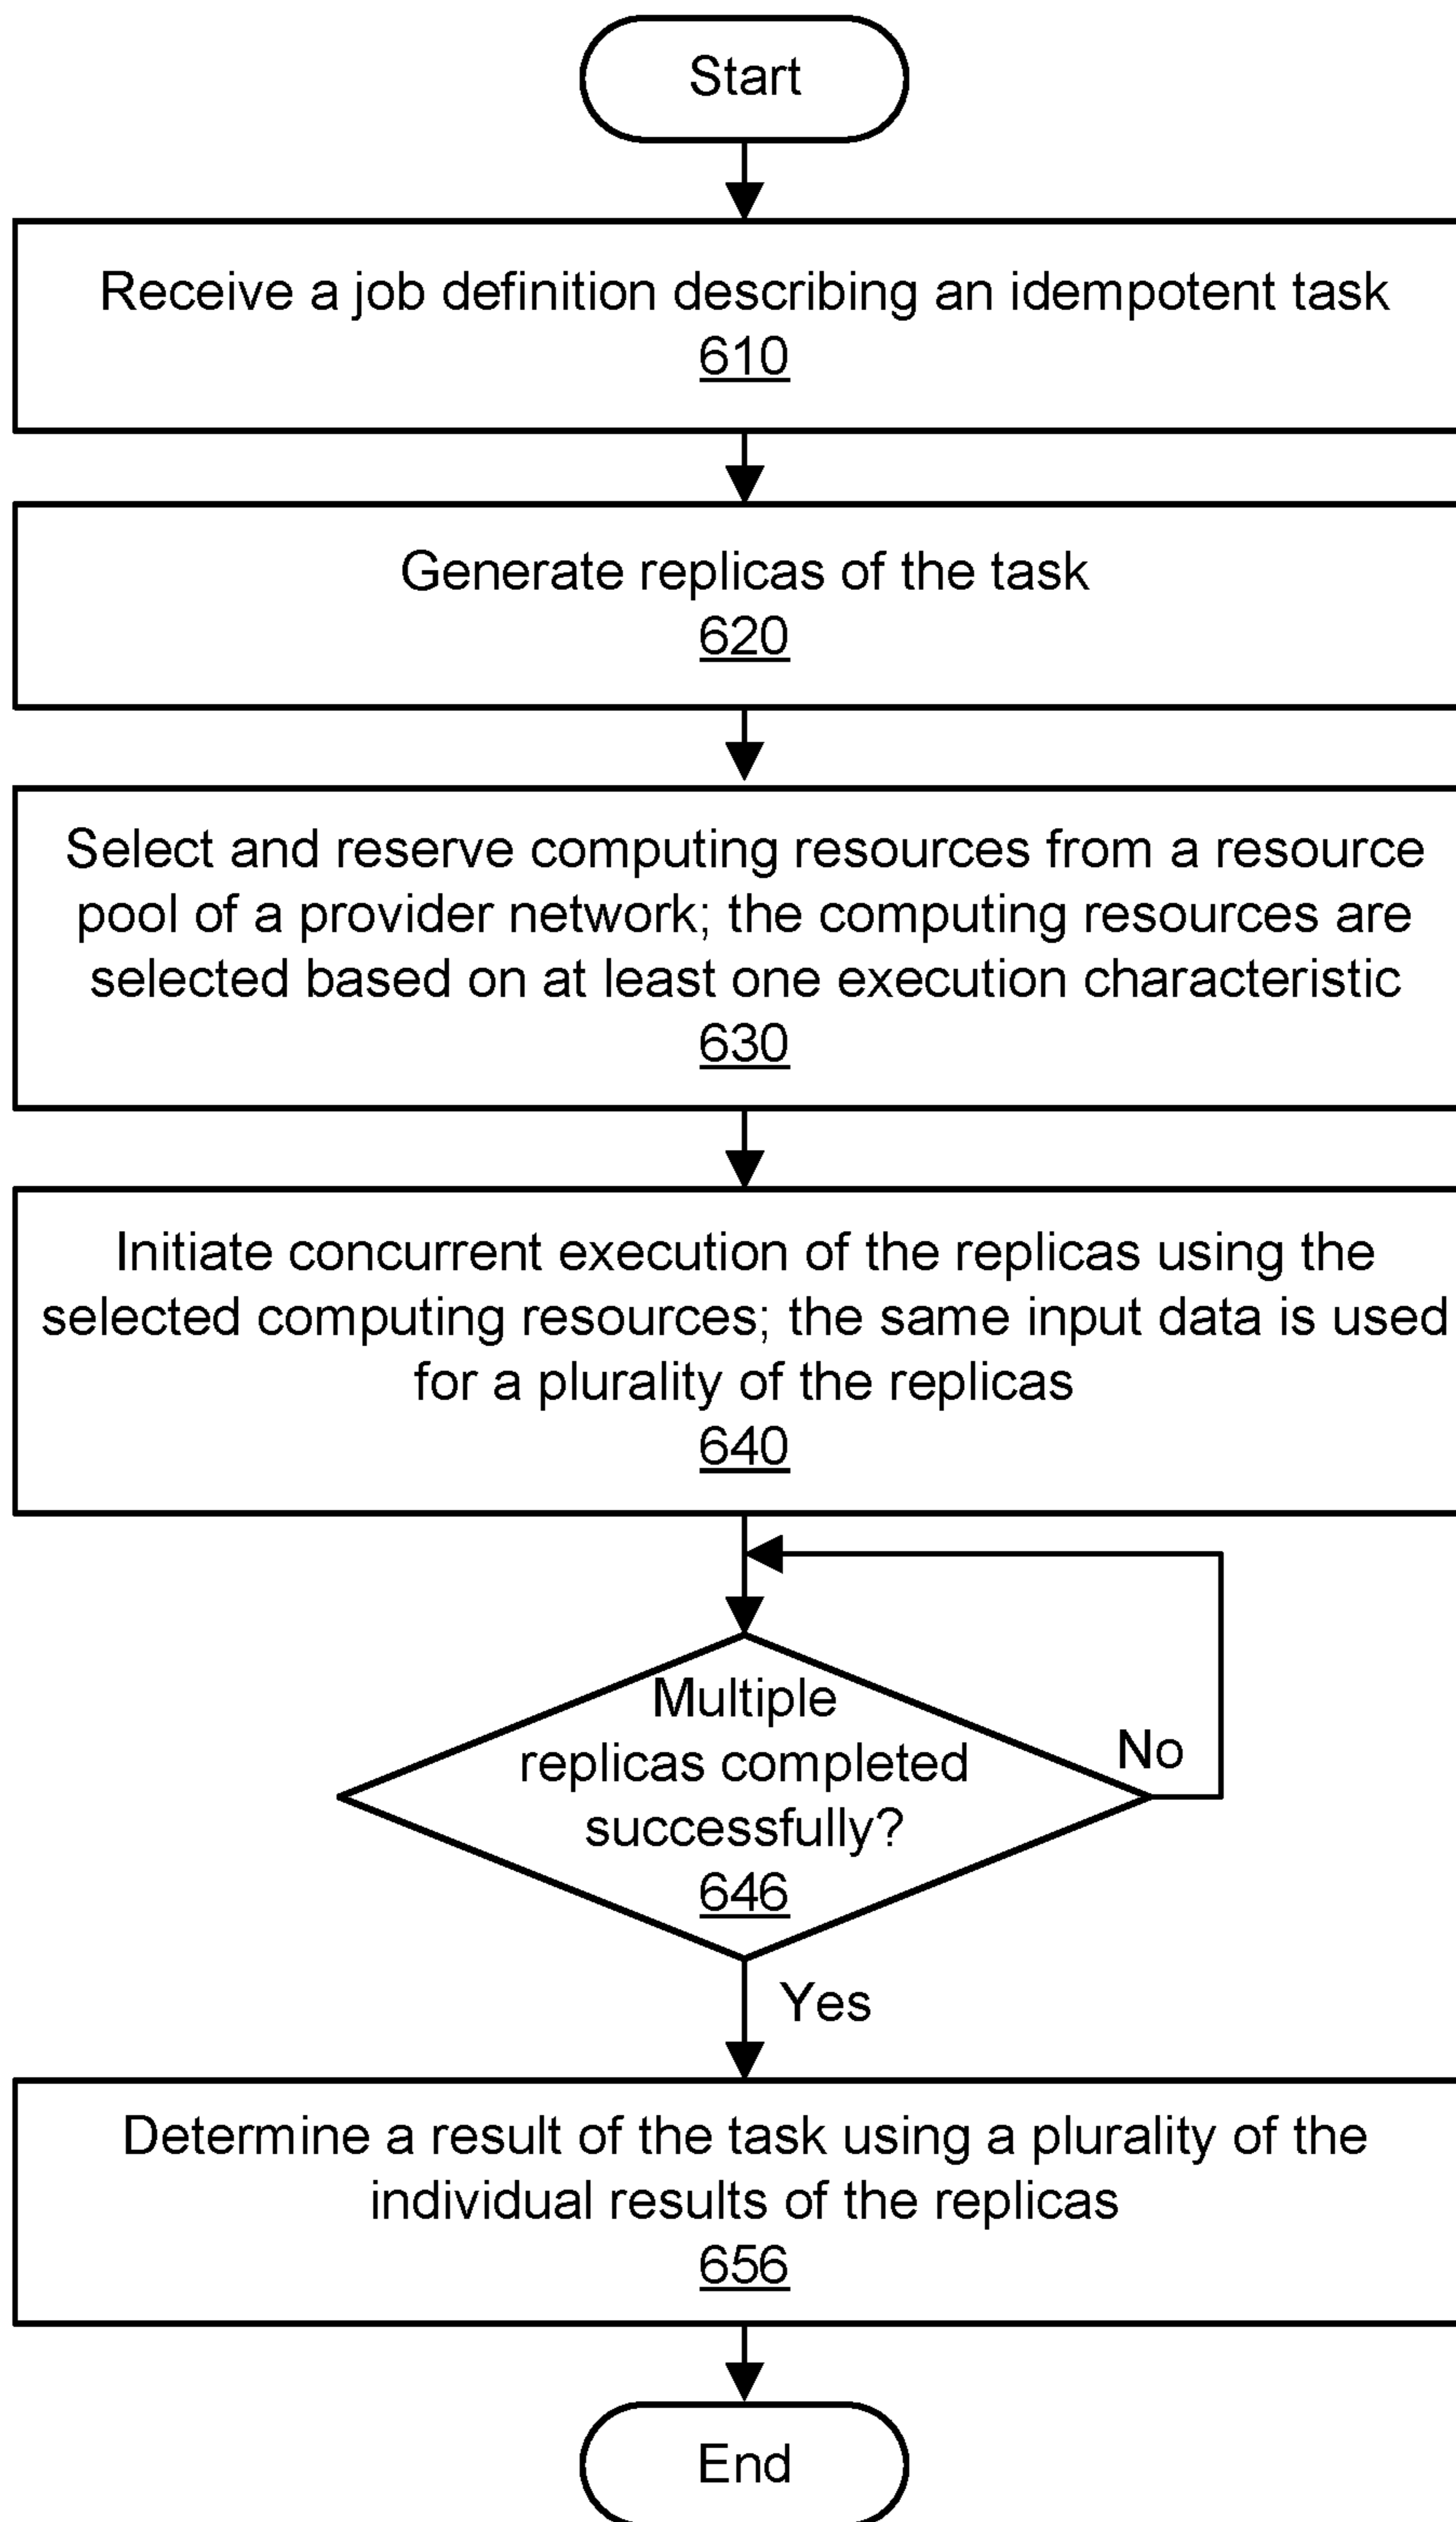 Start
Receive a job definition describing an idempotent task
610
Generate replicas of the task
620
Select and reserve computing resources from a resource
pool of a provider network; the computing resources are
selected based on at least one execution characteristic
630
Initiate concurrent execution of the replicas using the
selected computing resources; the same input data is used
for a plurality of the replicas
640
Multiple
replicas completed
successfully?
646
No
Yes
Determine a result of the task using a plurality of the
individual results of the replicas
656
End